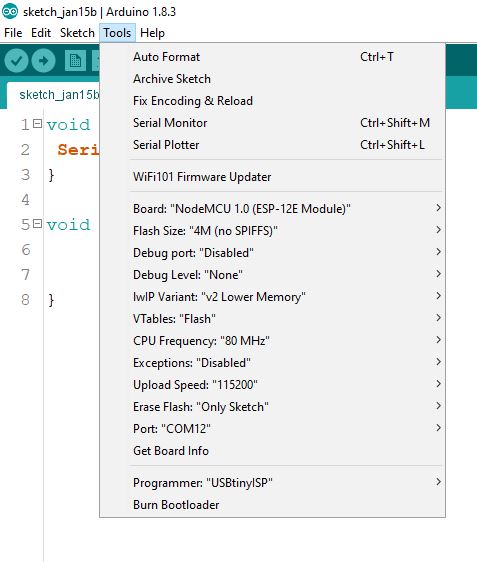 sketch_jan15b | Arduino 1.8.3
File Edit Sketch Tools Help
sketch_jan15b
Auto Format Ctrl+T
Archive Sketch
Fix Encoding & Reload
Serial Monitor Ctrl+Shift+M
Serial Plotter Ctrl+Shift+L
WiFi101 Firmware Updater
Board: "NodeMCU 1.0 (ESP-12E Module)"
Flash Size: "4M (no SPIFFS)"
Debug port: "Disabled"
Debug Level: "None"
lwIP Variant: "v2 Lower Memory"
VTables: "Flash"
CPU Frequency: "80 MHz"
Exceptions: "Disabled"
Upload Speed: "115200"
Erase Flash: "Only Sketch"
Port: "COM12"
Get Board Info
Programmer: "USBtinyISP"
Burn Bootloader
1 void
2 Seri
3 }
4
5 void
6
7
8 }